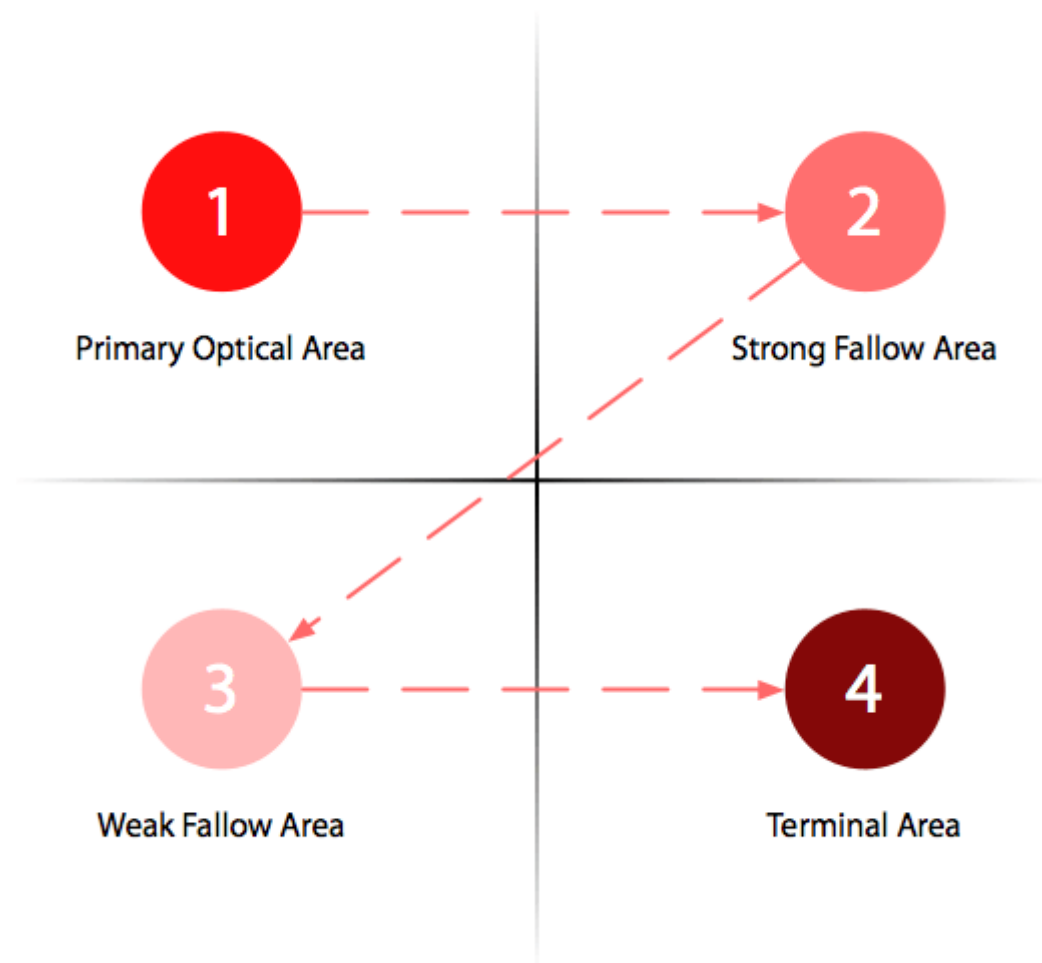 1
2
Primary Optical Area
Strong Fallow Area
3
4
Weak Fallow Area
Terminal Area